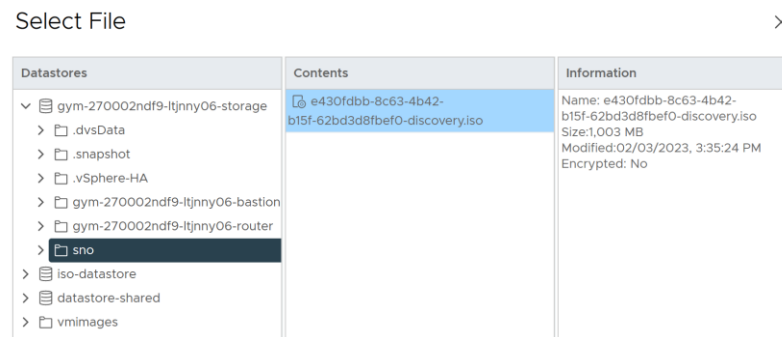 Select File
Datastores
gym-270002ndf9-ltjnny06-storage
.dvsData
.snapshot
.vSphere-HA
gym-270002ndf9-ltjnny06-bastion
gym-270002ndf9-ltjnny06-router
sno
iso-datastore
datastore-shared
vmimages
Contents
e430fdbb-8c63-4b42-
b15f-62bd3d8fbef0-discovery.iso
Information
Name: e430fdbb-8c63-4b42-
b15f-62bd3d8fbef0-discovery.iso
Size:1,003 MB
Modified:02/03/2023, 3:35:24 PM
Encrypted: No